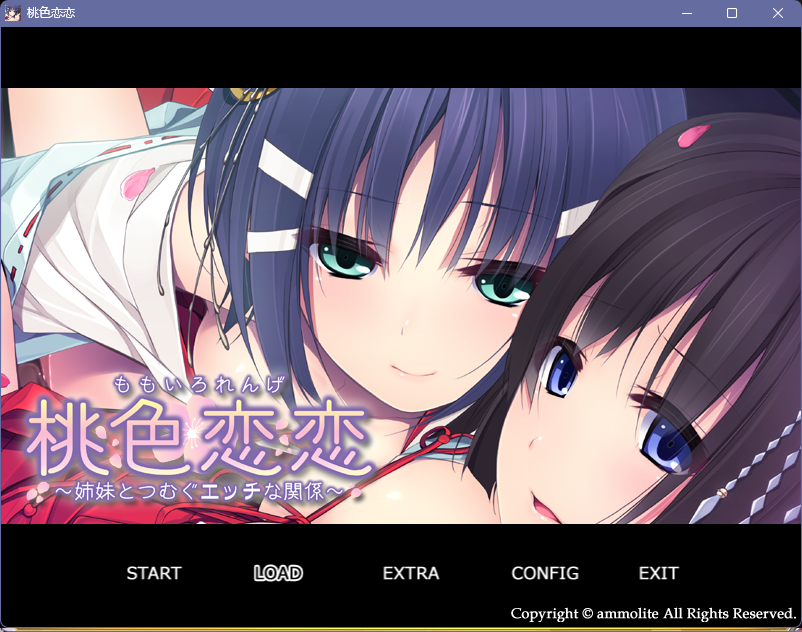 桃色恋恋
ももいろれんげ
桃色恋恋
～姉妹とつむぐエッチな関係～
START LOAD EXTRA CONFIG EXIT
Copyright © ammolite All Rights Reserved.